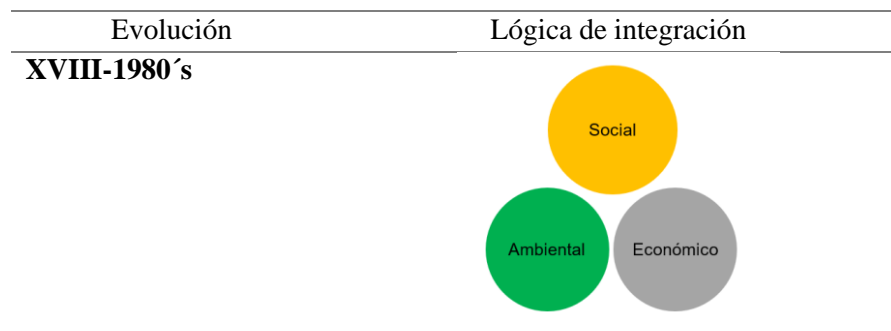 Evolución Lógica de integración
XVIII-1980´s
Social
Ambiental Económico